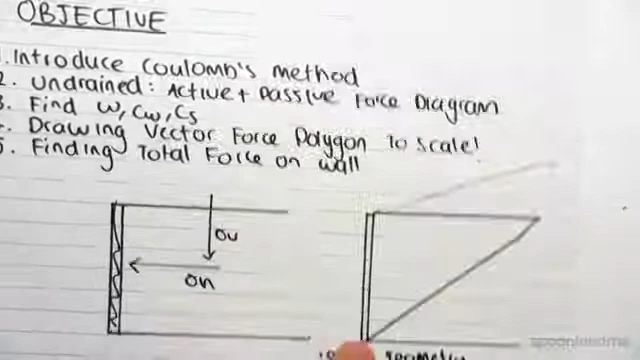 OBJECTIVE
1. Introduce Coulomb's method
2. Undrained: Active + Passive Force Diagram
3. Find W, Cw, Cs
4. Drawing Vector Force Polygon to scale!
5. Finding Total Force on wall
σv
σh
spoonfeedme